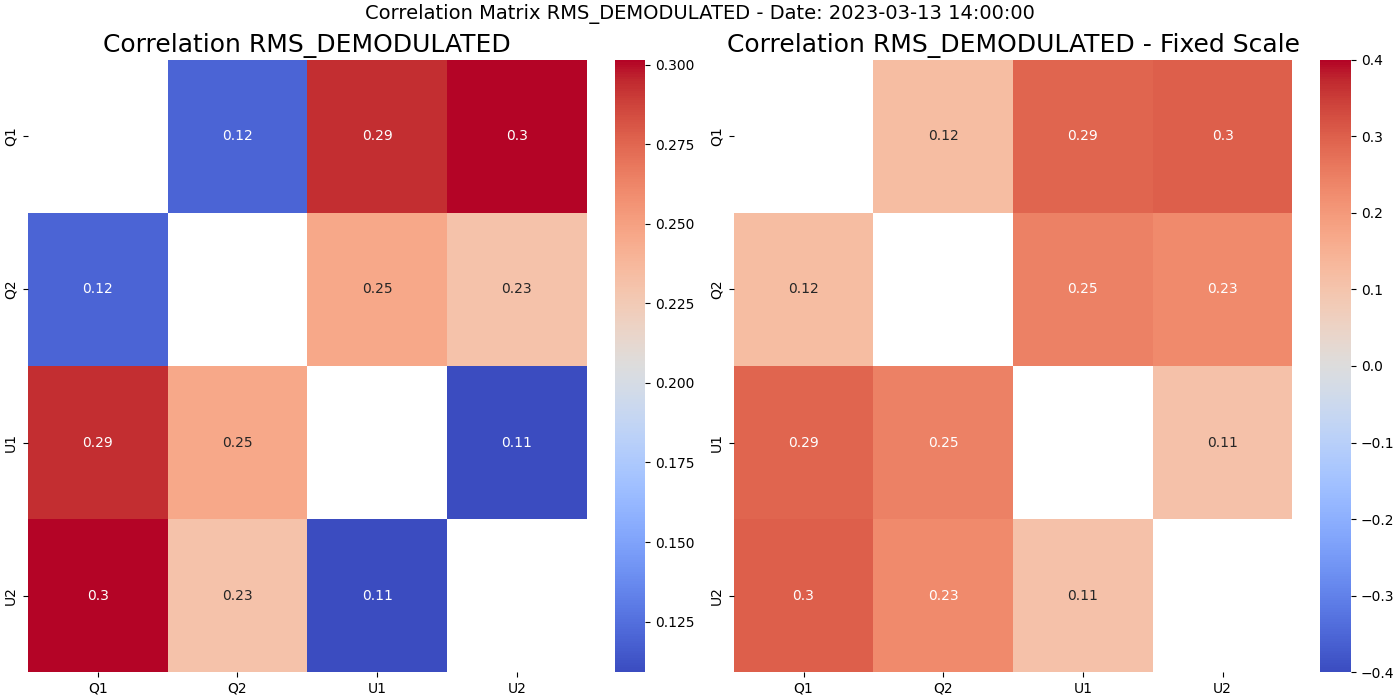 Correlation Matrix RMS_DEMODULATED - Date: 2023-03-13 14:00:00
Correlation RMS_DEMODULATED
Q1
0.12
0.29
0.3
Q2
0.12
0.25
0.23
U1
0.29
0.25
0.11
U2
0.3
0.23
0.11
Q1
Q2
U1
U2
0.300
0.275
0.250
0.225
0.200
0.175
0.150
0.125
Correlation RMS_DEMODULATED - Fixed Scale
Q1
0.12
0.29
0.3
Q2
0.12
0.25
0.23
U1
0.29
0.25
0.11
U2
0.3
0.23
0.11
Q1
Q2
U1
U2
0.4
0.3
0.2
0.1
0.0
−0.1
−0.2
−0.3
−0.4